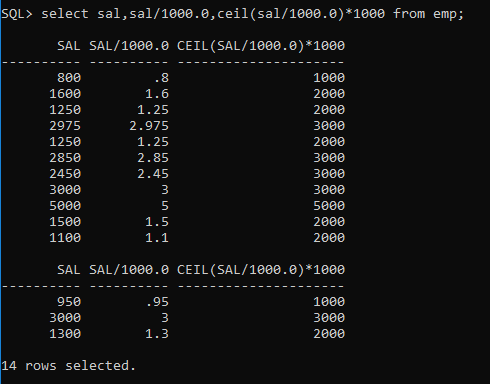 SQL> select sal,sal/1000.0,ceil(sal/1000.0)*1000 from emp;
SAL SAL/1000.0 CEIL(SAL/1000.0)*1000
---------- ---------- ---------------------
800 .8 1000
1600 1.6 2000
1250 1.25 2000
2975 2.975 3000
1250 1.25 2000
2850 2.85 3000
2450 2.45 3000
3000 3 3000
5000 5 5000
1500 1.5 2000
1100 1.1 2000
SAL SAL/1000.0 CEIL(SAL/1000.0)*1000
---------- ---------- ---------------------
950 .95 1000
3000 3 3000
1300 1.3 2000
14 rows selected.